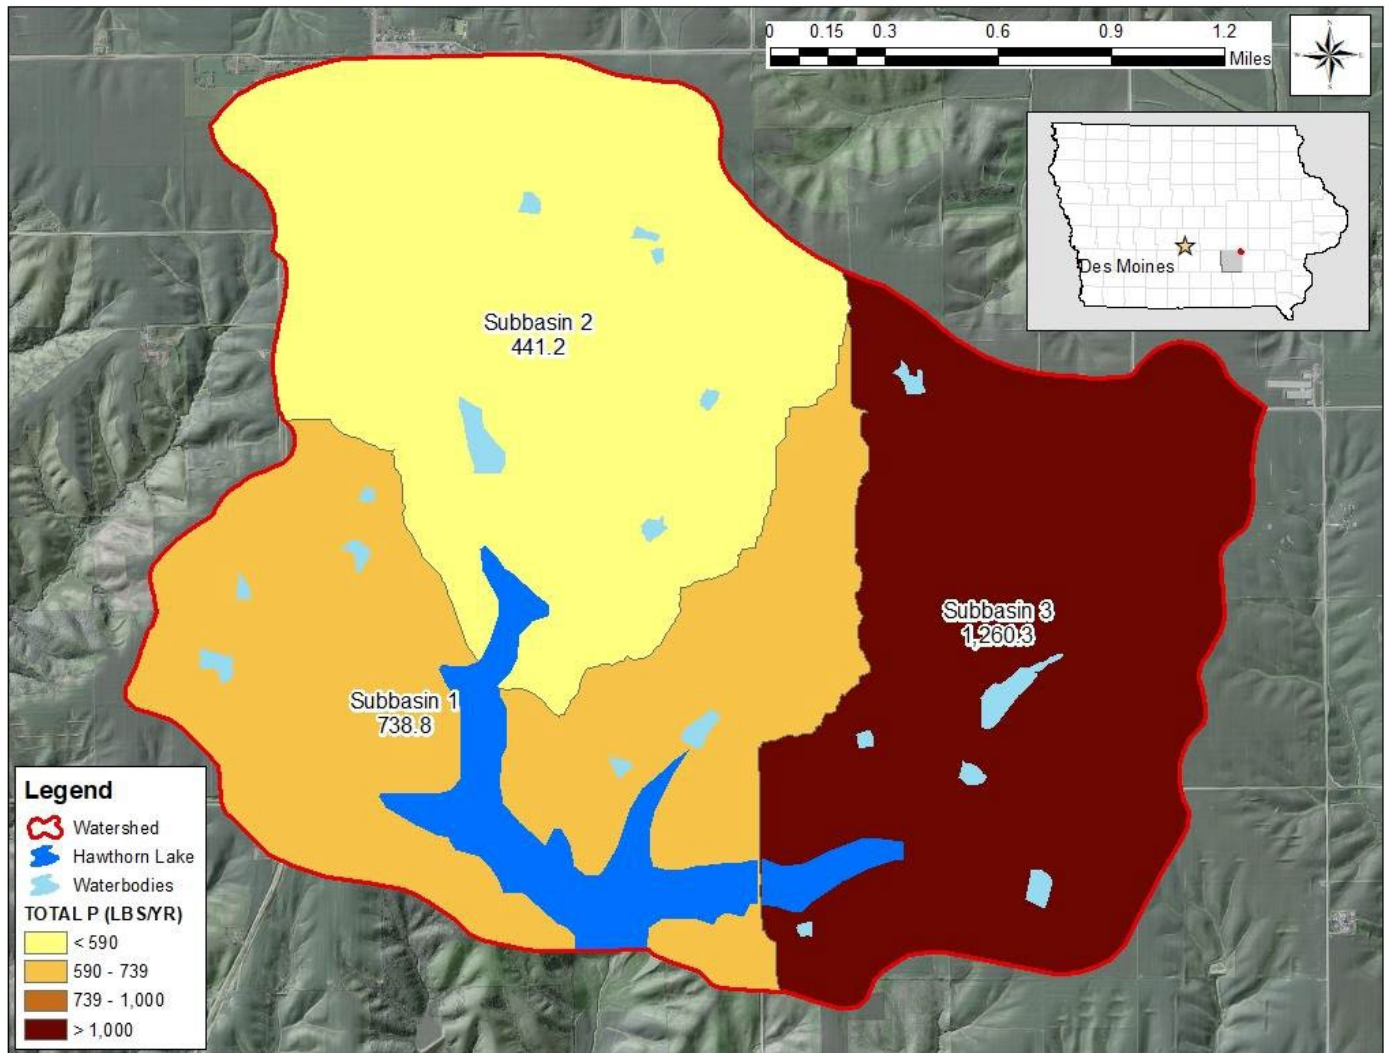 0 0.15 0.3 0.6 0.9 1.2
Miles
N
W E
S
Des Moines
Subbasin 2
441.2
Subbasin 3
1,260.3
Subbasin 1
738.8
Legend
Watershed
Hawthorn Lake
Waterbodies
TOTAL P (LBS/YR)
< 590
590 - 739
739 - 1,000
> 1,000